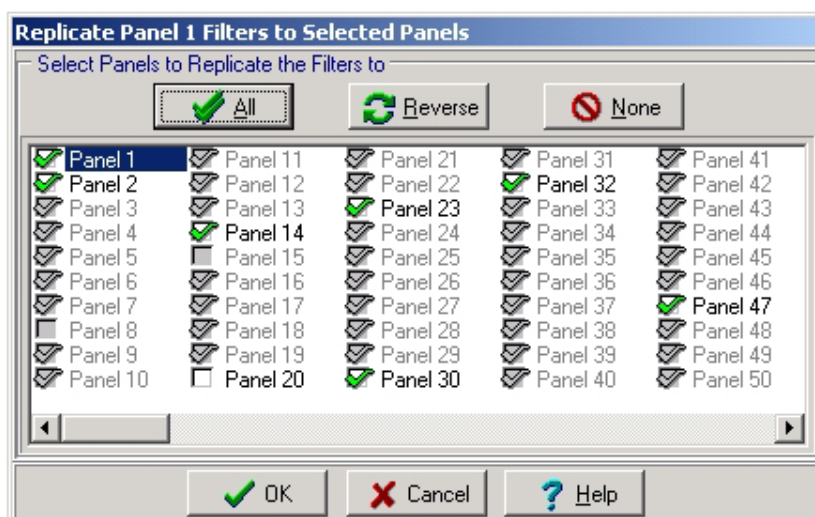 Replicate Panel 1 Filters to Selected Panels
Select Panels to Replicate the Filters to
All Reverse None
Panel 1 Panel 11 Panel 21 Panel 31 Panel 41
Panel 2 Panel 12 Panel 22 Panel 32 Panel 42
Panel 3 Panel 13 Panel 23 Panel 33 Panel 43
Panel 4 Panel 14 Panel 24 Panel 34 Panel 44
Panel 5 Panel 15 Panel 25 Panel 35 Panel 45
Panel 6 Panel 16 Panel 26 Panel 36 Panel 46
Panel 7 Panel 17 Panel 27 Panel 37 Panel 47
Panel 8 Panel 18 Panel 28 Panel 38 Panel 48
Panel 9 Panel 19 Panel 29 Panel 39 Panel 49
Panel 10 Panel 20 Panel 30 Panel 40 Panel 50
OK Cancel Help